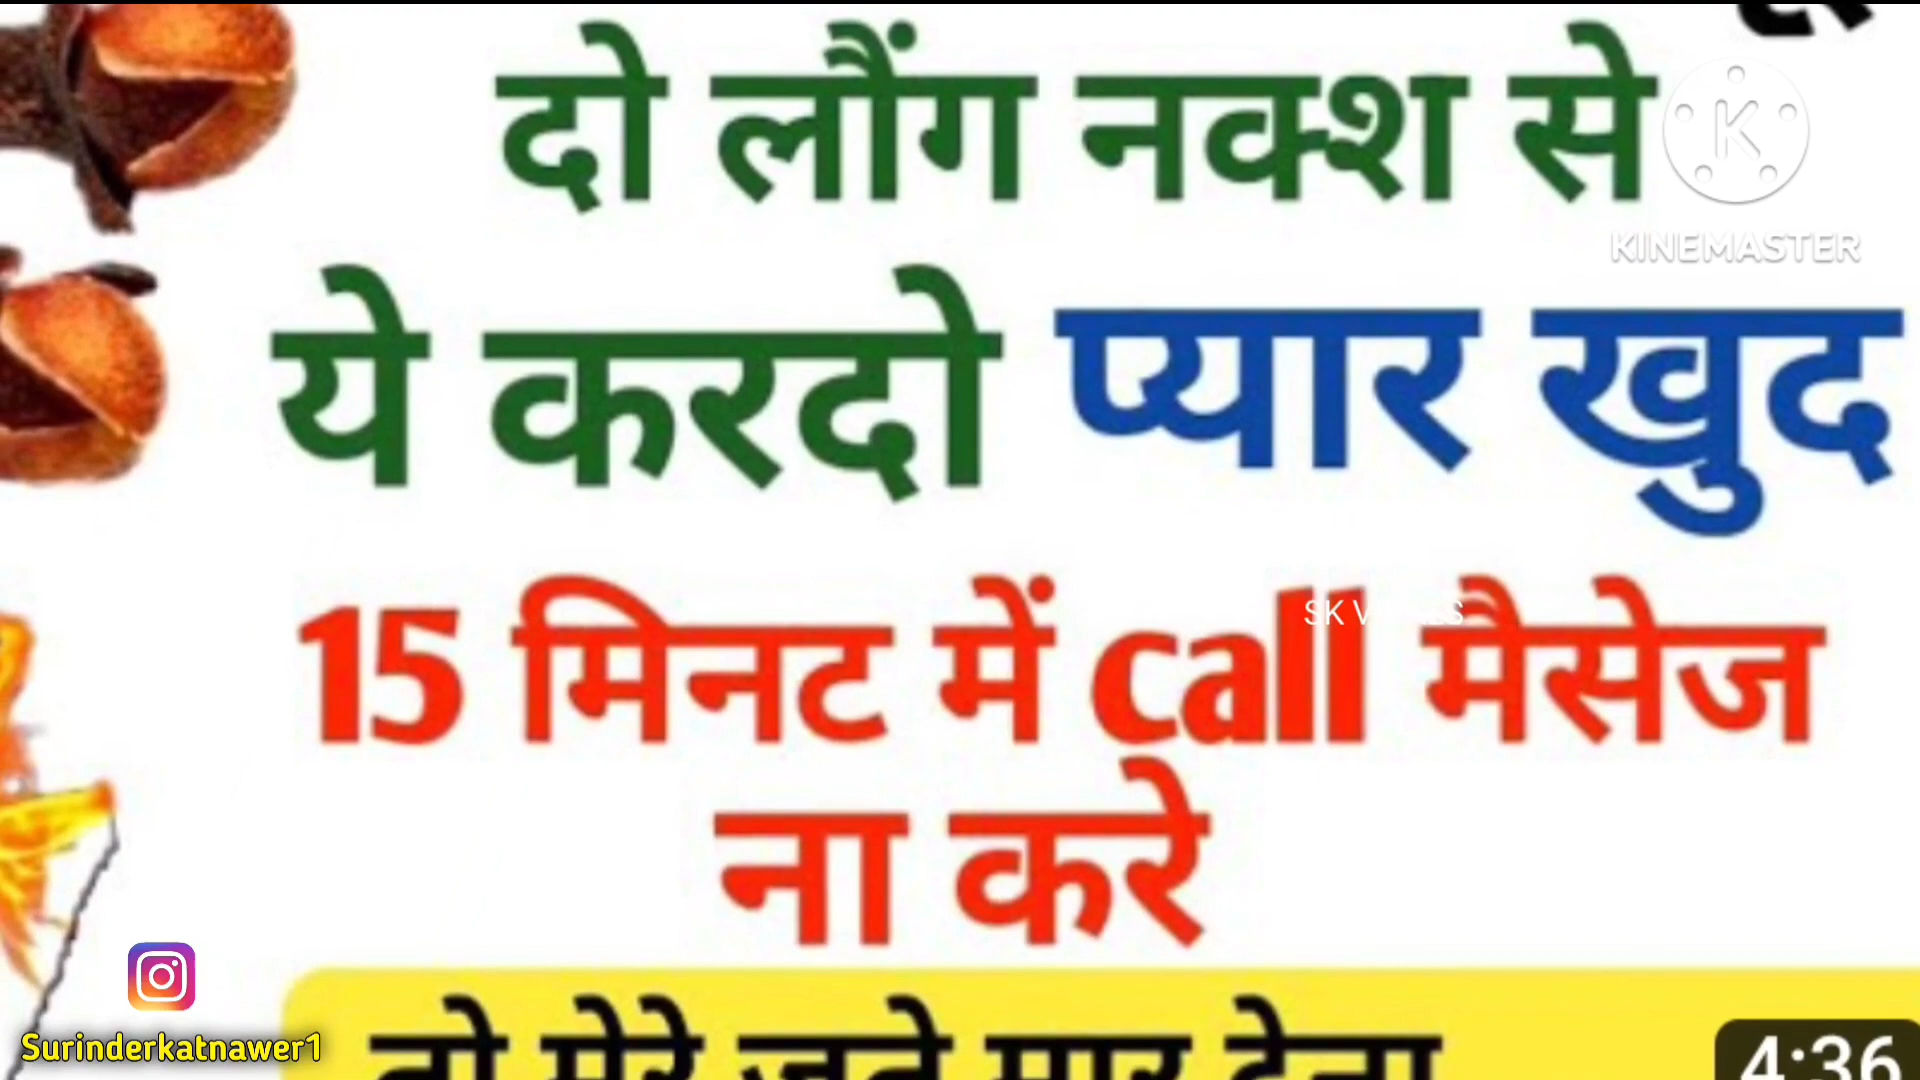 दो लौंग नक्श से
KINEMASTER
ये करदो प्यार खुद
15 मिनट में call मैसेज
ना करे
तो मेरे जूते मार देना
4:36
Surinderkatnawer1